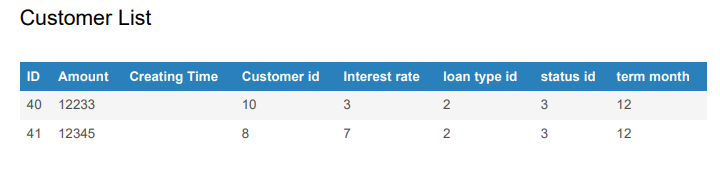 Customer List
ID Amount Creating Time Customer id Interest rate loan type id status id term month
40 12233 10 3 2 3 12
41 12345 8 7 2 3 12